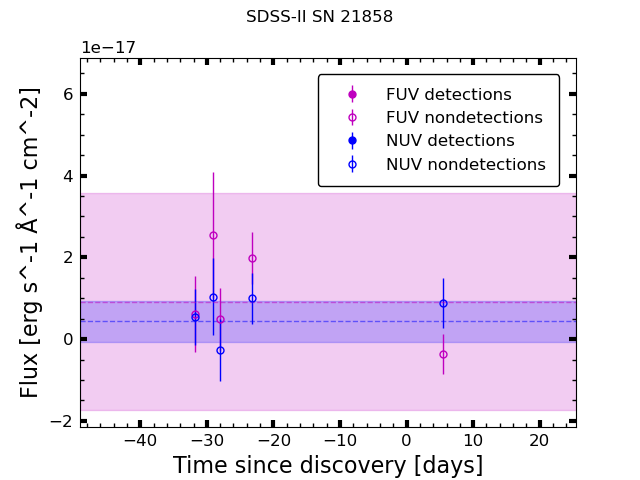 SDSS-II SN 21858
1e−17
FUV detections
FUV nondetections
NUV detections
NUV nondetections
6
4
2
0
−2
Flux [erg s^-1 Å^-1 cm^-2]
−40 −30 −20 −10 0 10 20
Time since discovery [days]